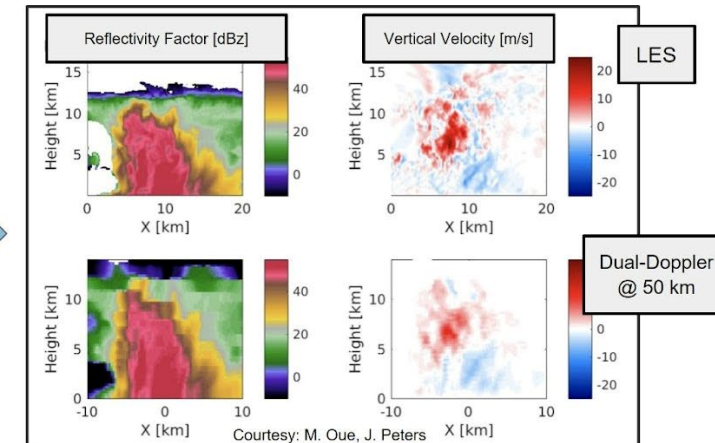 Reflectivity Factor [dBz]
Vertical Velocity [m/s]
LES
15
10
5
Height [km]
0
10
20
X [km]
40
20
0
15
10
5
Height [km]
0
10
20
X [km]
20
10
0
-10
-20
Dual-Doppler
@ 50 km
10
5
0
Height [km]
-10
0
10
X [km]
40
20
0
10
5
0
Height [km]
-10
0
10
X [km]
0
-10
-20
Courtesy: M. Oue, J. Peters